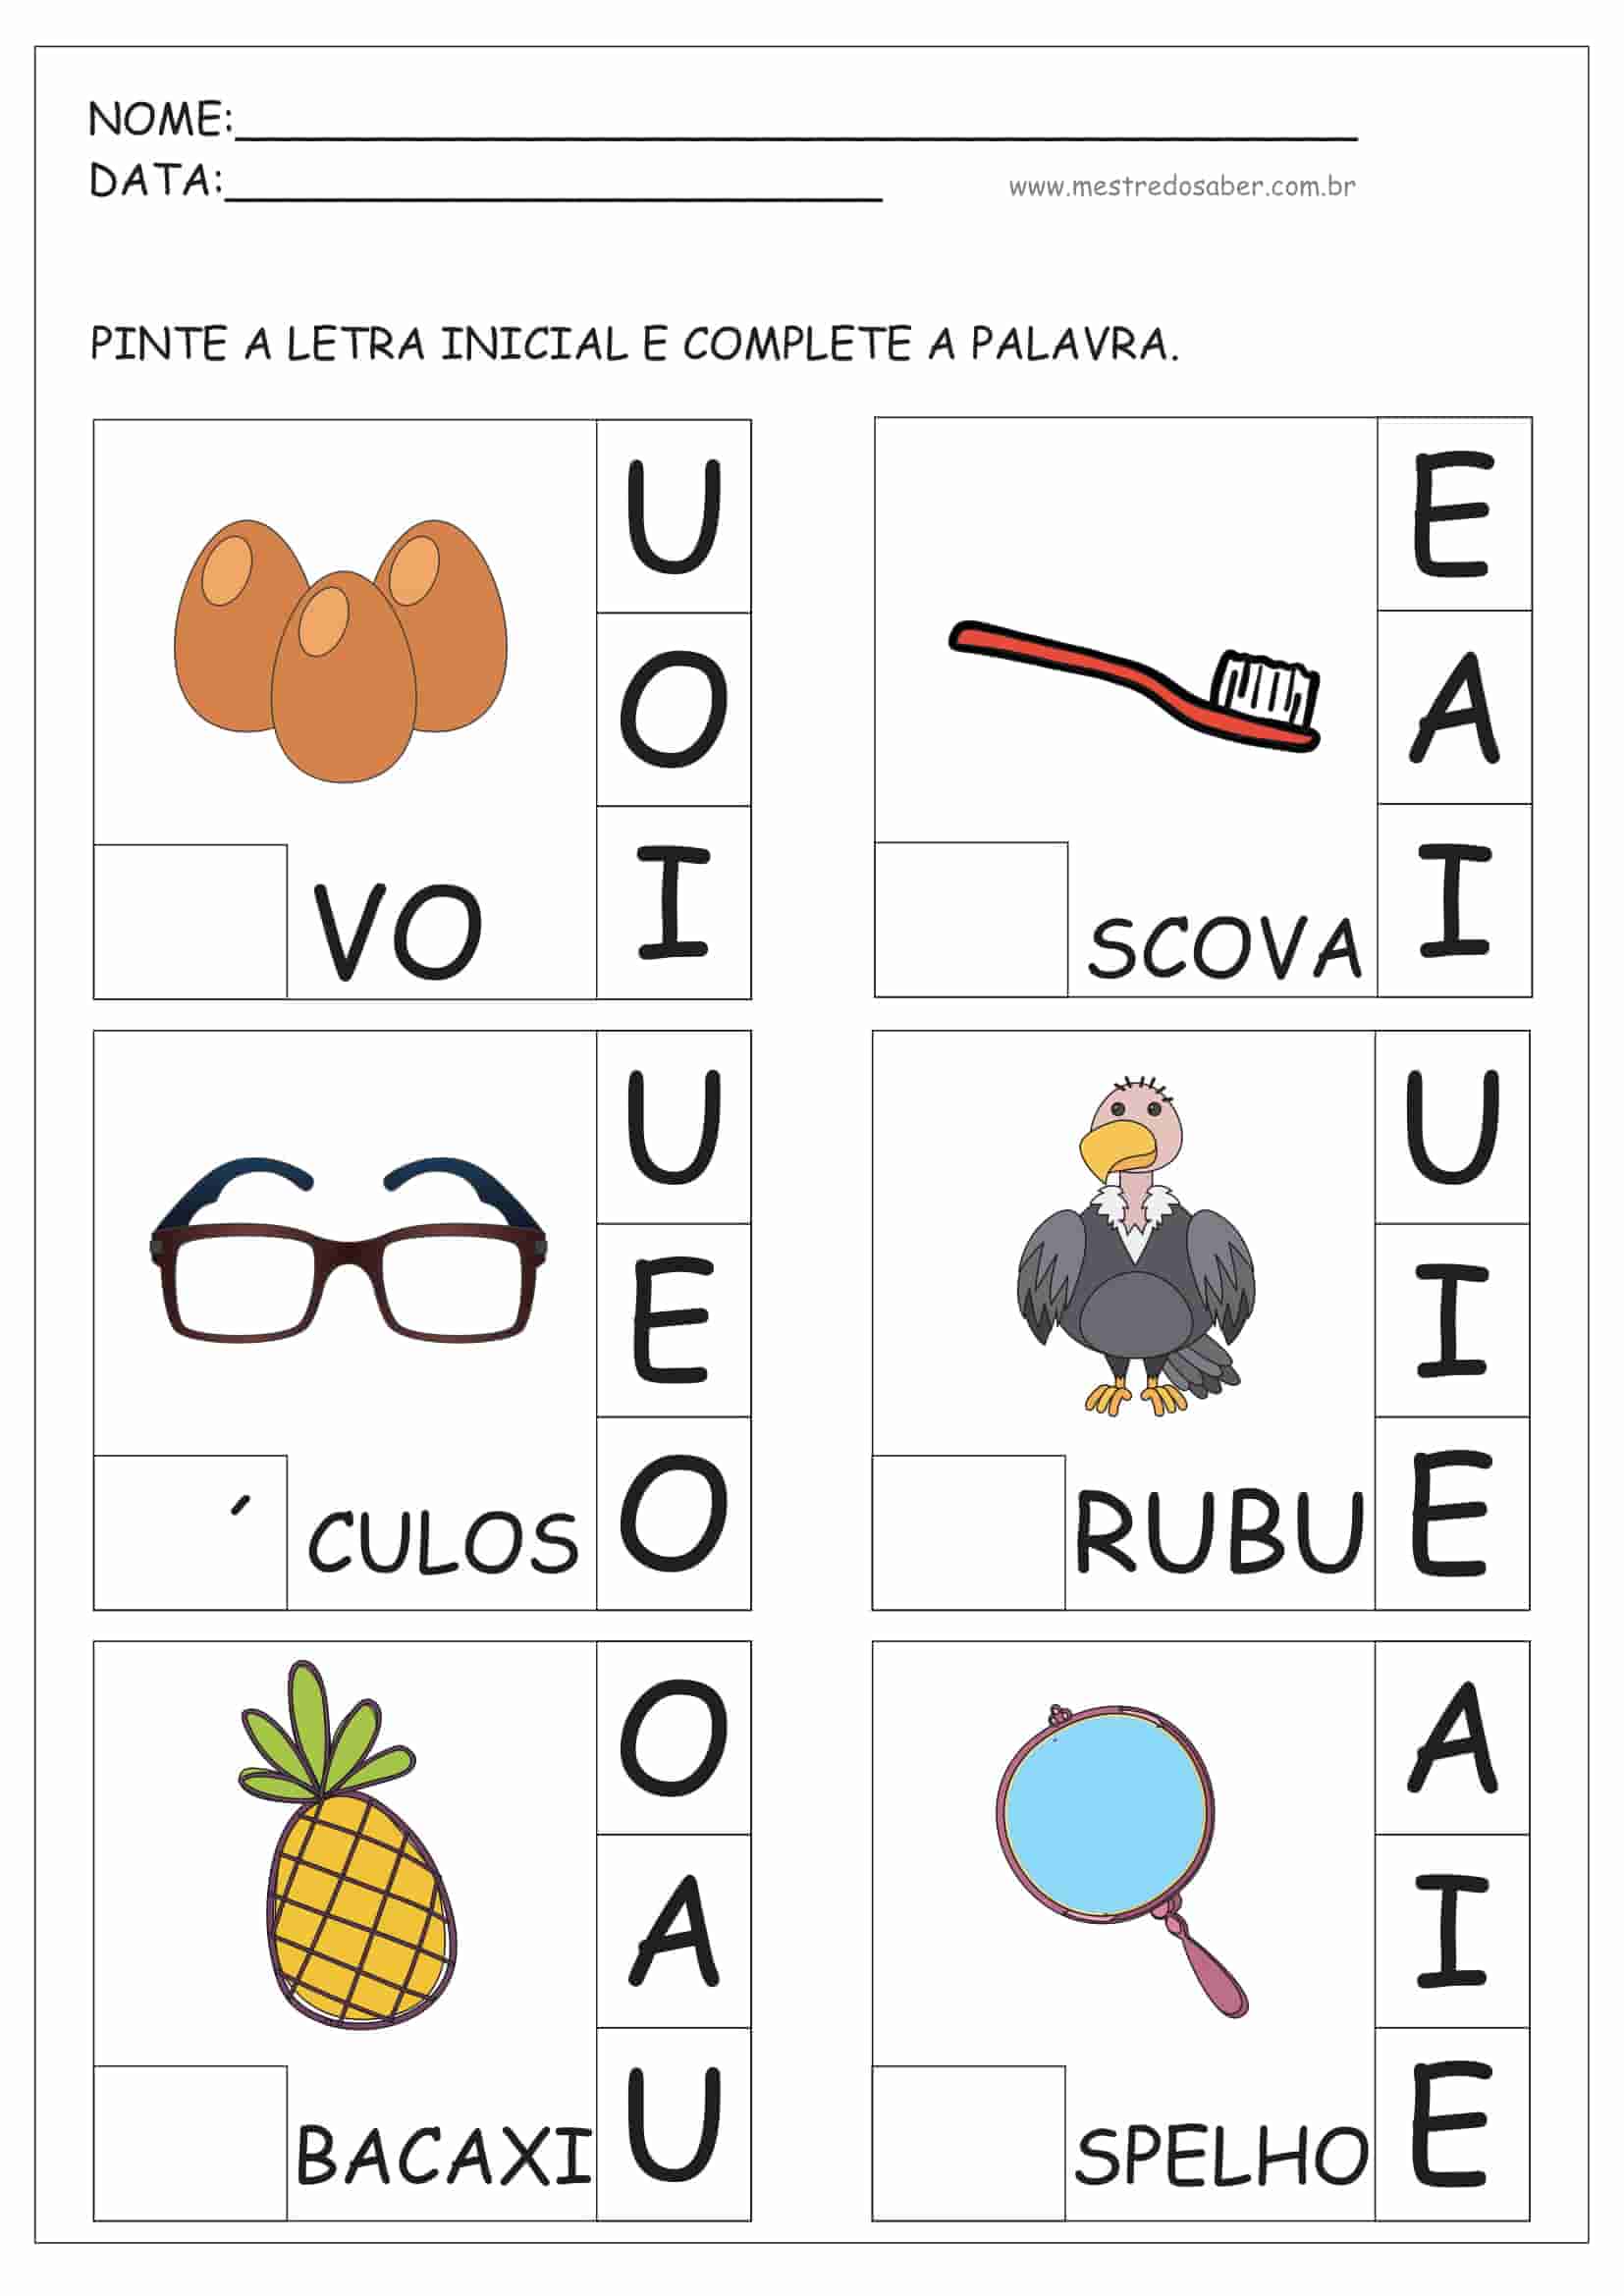 NOME:
DATA:
www.mestredosaber.com.br
PINTE A LETRA INICIAL E COMPLETE A PALAVRA.
U
O
I
VO
E
A
I
SCOVA
U
E
O
´ CULOS
U
I
E
RUBU
O
A
U
BACAXI
A
I
E
SPELHO